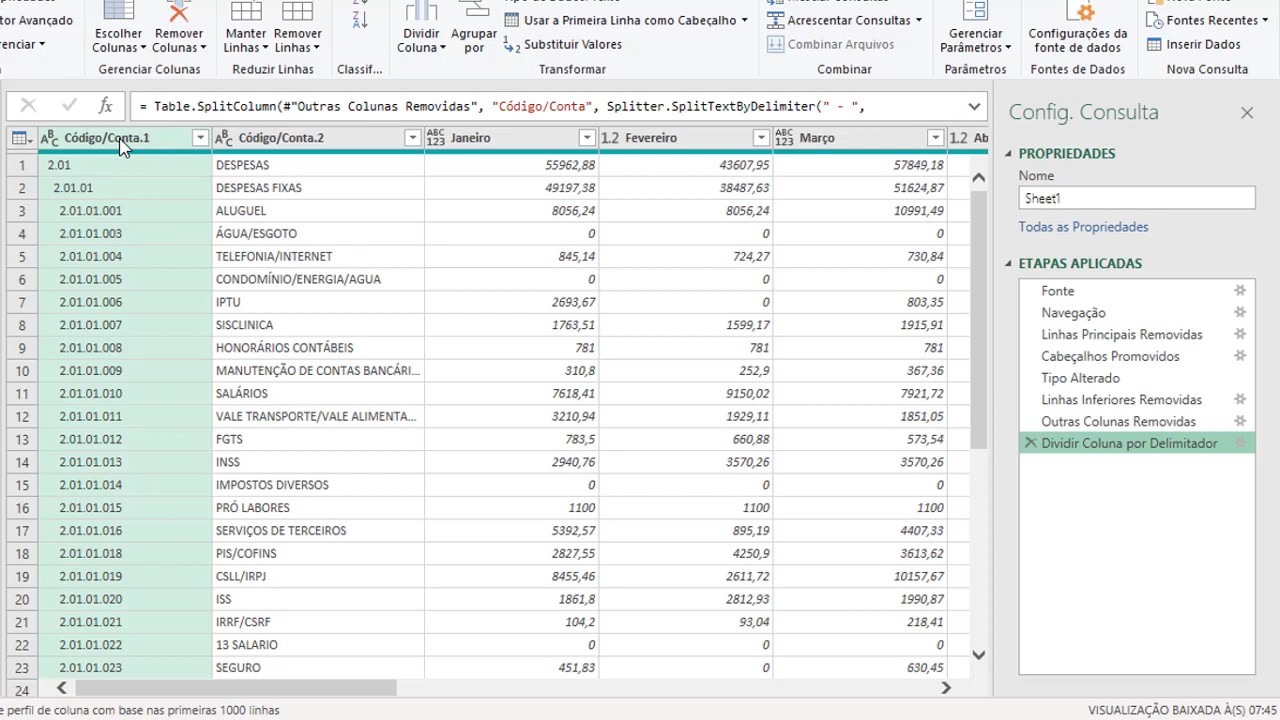 tor Avançado
Escolher Colunas
Remover Colunas
Manter Linhas
Remover Linhas
Dividir Coluna
Agrupar por
Usar a Primeira Linha como Cabeçalho
Substituir Valores
Acrescentar Consultas
Combinar Arquivos
Gerenciar Parâmetros
Configurações da fonte de dados
Fontes Recentes
Inserir Dados
enciar
Gerenciar Colunas
Reduzir Linhas
Classif...
Transformar
Combinar
Parâmetros
Fontes de Dados
Nova Consulta
fx = Table.SplitColumn(#"Outras Colunas Removidas", "Código/Conta", Splitter.SplitTextByDelimiter(" - ",
ABC Código/Conta.1 ABC Código/Conta.2 ABC 123 Janeiro 1.2 Fevereiro ABC 123 Março 1.2 Ab
1 2.01 DESPESAS 55962,88 43607,95 57849,18
2 2.01.01 DESPESAS FIXAS 49197,38 38487,63 51624,87
3 2.01.01.001 ALUGUEL 8056,24 8056,24 10991,49
4 2.01.01.003 ÁGUA/ESGOTO 0 0 0
5 2.01.01.004 TELEFONIA/INTERNET 845,14 724,27 730,84
6 2.01.01.005 CONDOMÍNIO/ENERGIA/AGUA 0 0 0
7 2.01.01.006 IPTU 2693,67 0 803,35
8 2.01.01.007 SISCLINICA 1763,51 1599,17 1915,91
9 2.01.01.008 HONORÁRIOS CONTÁBEIS 781 781 781
10 2.01.01.009 MANUTENÇÃO DE CONTAS BANCÁRI... 310,8 252,9 367,36
11 2.01.01.010 SALÁRIOS 7618,41 9150,02 7921,72
12 2.01.01.011 VALE TRANSPORTE/VALE ALIMENTA... 3210,94 1929,11 1851,05
13 2.01.01.012 FGTS 783,5 660,88 573,54
14 2.01.01.013 INSS 2940,76 3570,26 3570,26
15 2.01.01.014 IMPOSTOS DIVERSOS 0 0 0
16 2.01.01.015 PRÓ LABORES 1100 1100 1100
17 2.01.01.016 SERVIÇOS DE TERCEIROS 5392,57 895,19 4407,33
18 2.01.01.018 PIS/COFINS 2827,55 4250,9 3613,62
19 2.01.01.019 CSLL/IRPJ 8455,46 2611,72 10157,67
20 2.01.01.020 ISS 1861,8 2812,93 1990,87
21 2.01.01.021 IRRF/CSRF 104,2 93,04 218,41
22 2.01.01.022 13 SALARIO 0 0 0
23 2.01.01.023 SEGURO 451,83 0 630,45
24
Config. Consulta
PROPRIEDADES
Nome
Sheet1
Todas as Propriedades
ETAPAS APLICADAS
Fonte
Navegação
Linhas Principais Removidas
Cabeçalhos Promovidos
Tipo Alterado
Linhas Inferiores Removidas
Outras Colunas Removidas
Dividir Coluna por Delimitador
e perfil de coluna com base nas primeiras 1000 linhas
VISUALIZAÇÃO BAIXADA À(S) 07:45